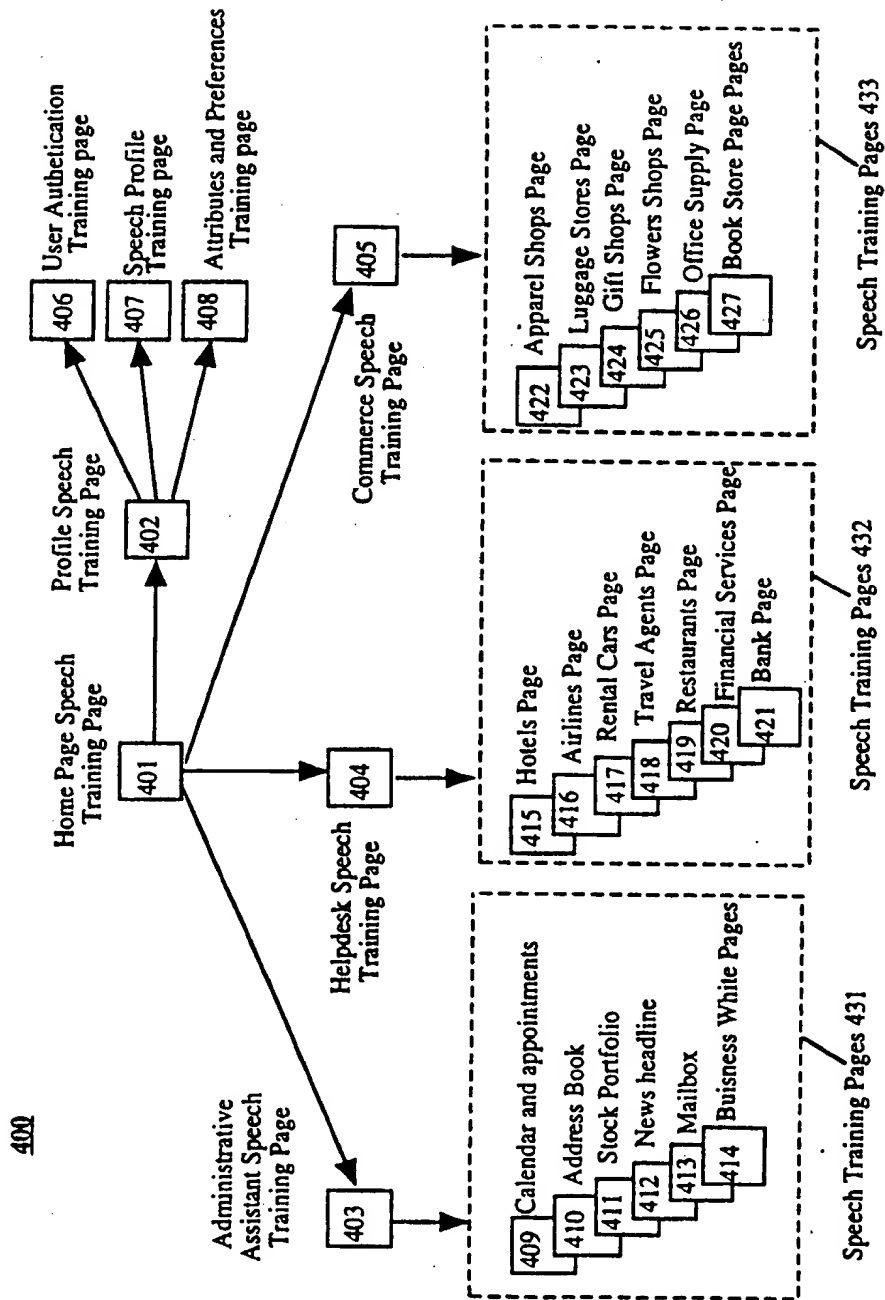 400
Home Page Speech
Training Page
401
Profile Speech
Training Page
402
406
User Authetication
Training page
407
Speech Profile
Training page
408
Attributes and Preferences
Training page
Administrative
Assistant Speech
Training Page
403
Helpdesk Speech
Training Page
404
Commerce Speech
Training Page
405
409 Calendar and appointments
410 Address Book
411 Stock Portfolio
412 News headline
413 Mailbox
414 Buisness White Pages
Speech Training Pages 431
415 Hotels Page
416 Airlines Page
417 Rental Cars Page
418 Travel Agents Page
419 Restaurants Page
420 Financial Services Page
421 Bank Page
Speech Training Pages 432
422 Apparel Shops Page
423 Luggage Stores Page
424 Gift Shops Page
425 Flowers Shops Page
426 Office Supply Page
427 Book Store Page Pages
Speech Training Pages 433